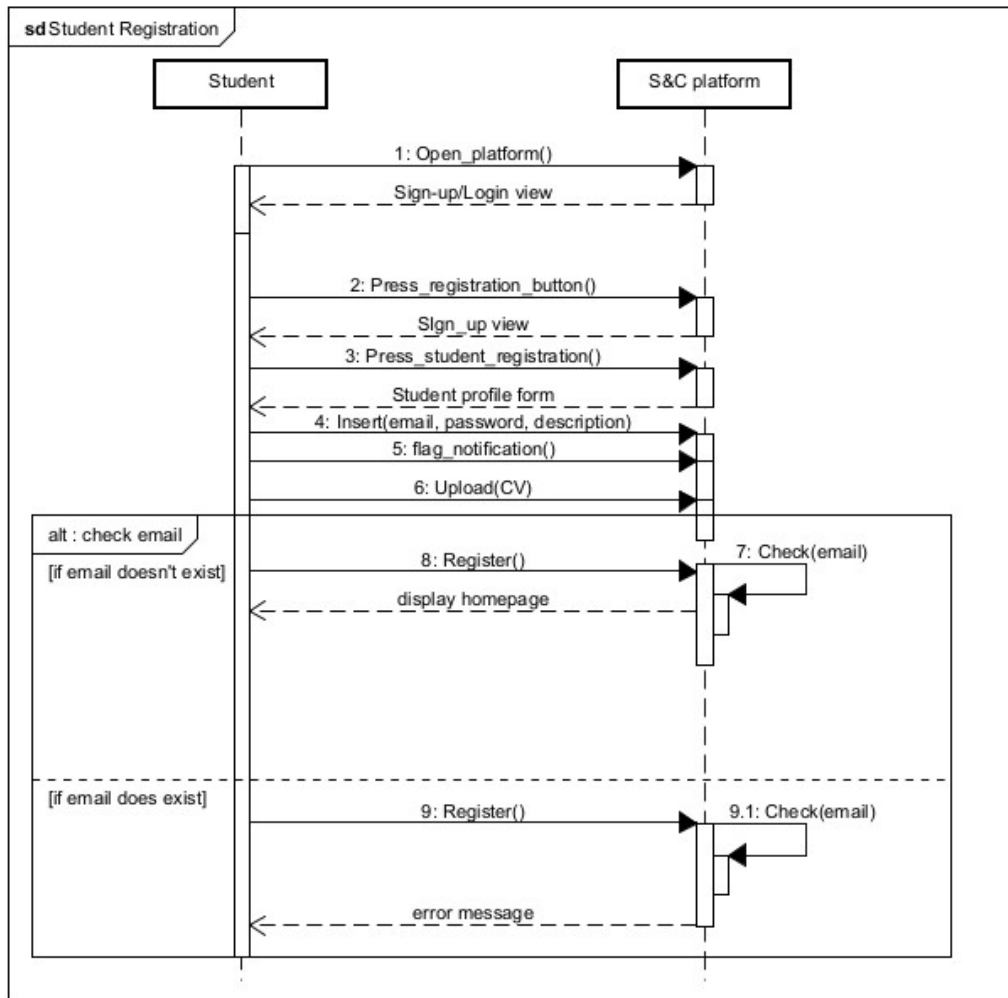 sd Student Registration
Student
S&C platform
1: Open_platform()
Sign-up/Login view
2: Press_registration_button()
SIgn_up view
3: Press_student_registration()
Student profile form
4: Insert(email, password, description)
5: flag_notification()
6: Upload(CV)
alt : check email
[if email doesn't exist]
8: Register()
7: Check(email)
display homepage
[if email does exist]
9: Register()
9.1: Check(email)
error message